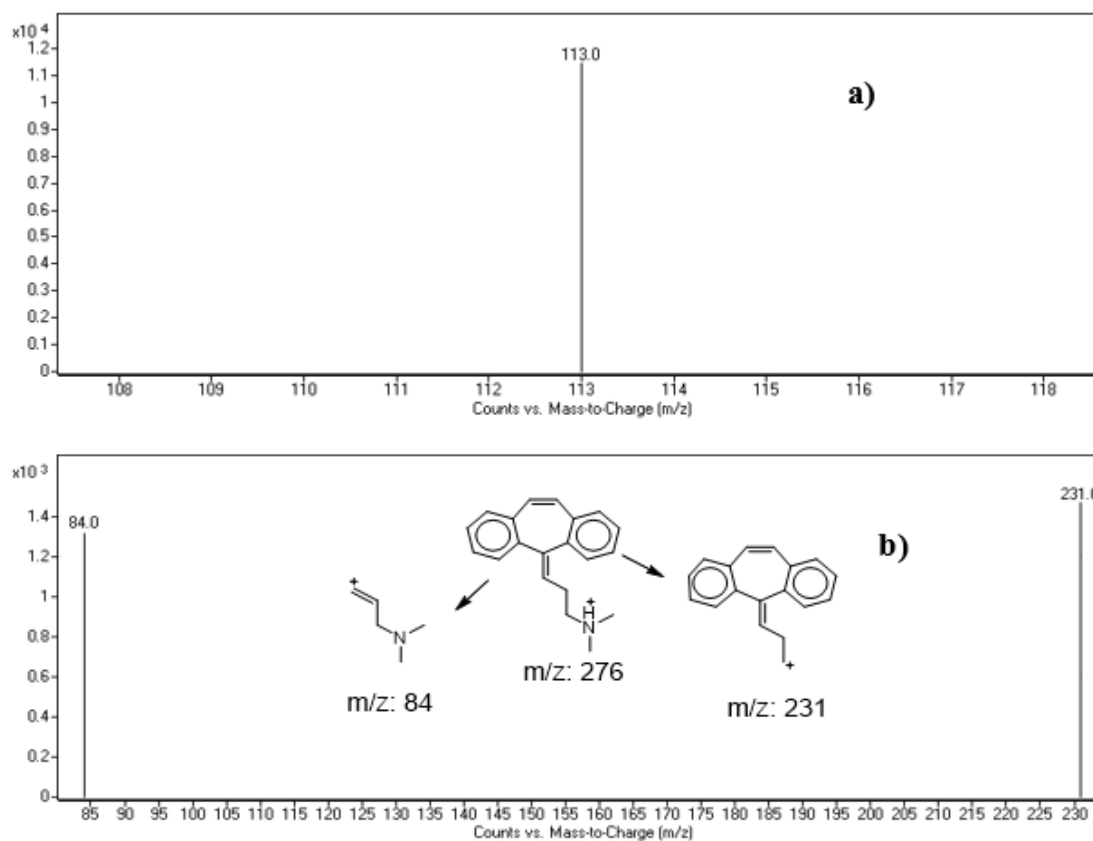 x10 4
1.2
1.1
1
0.9
0.8
0.7
0.6
0.5
0.4
0.3
0.2
0.1
0
113.0
a)
108 109 110 111 112 113 114 115 116 117 118
Counts vs. Mass-to-Charge (m/z)
x10 3
1.4
1.2
1
0.8
0.6
0.4
0.2
0
84.0
231.0
b)
+
N
m/z: 84
+
H
N
m/z: 276
+
m/z: 231
85 90 95 100 105 110 115 120 125 130 135 140 145 150 155 160 165 170 175 180 185 190 195 200 205 210 215 220 225 230
Counts vs. Mass-to-Charge (m/z)